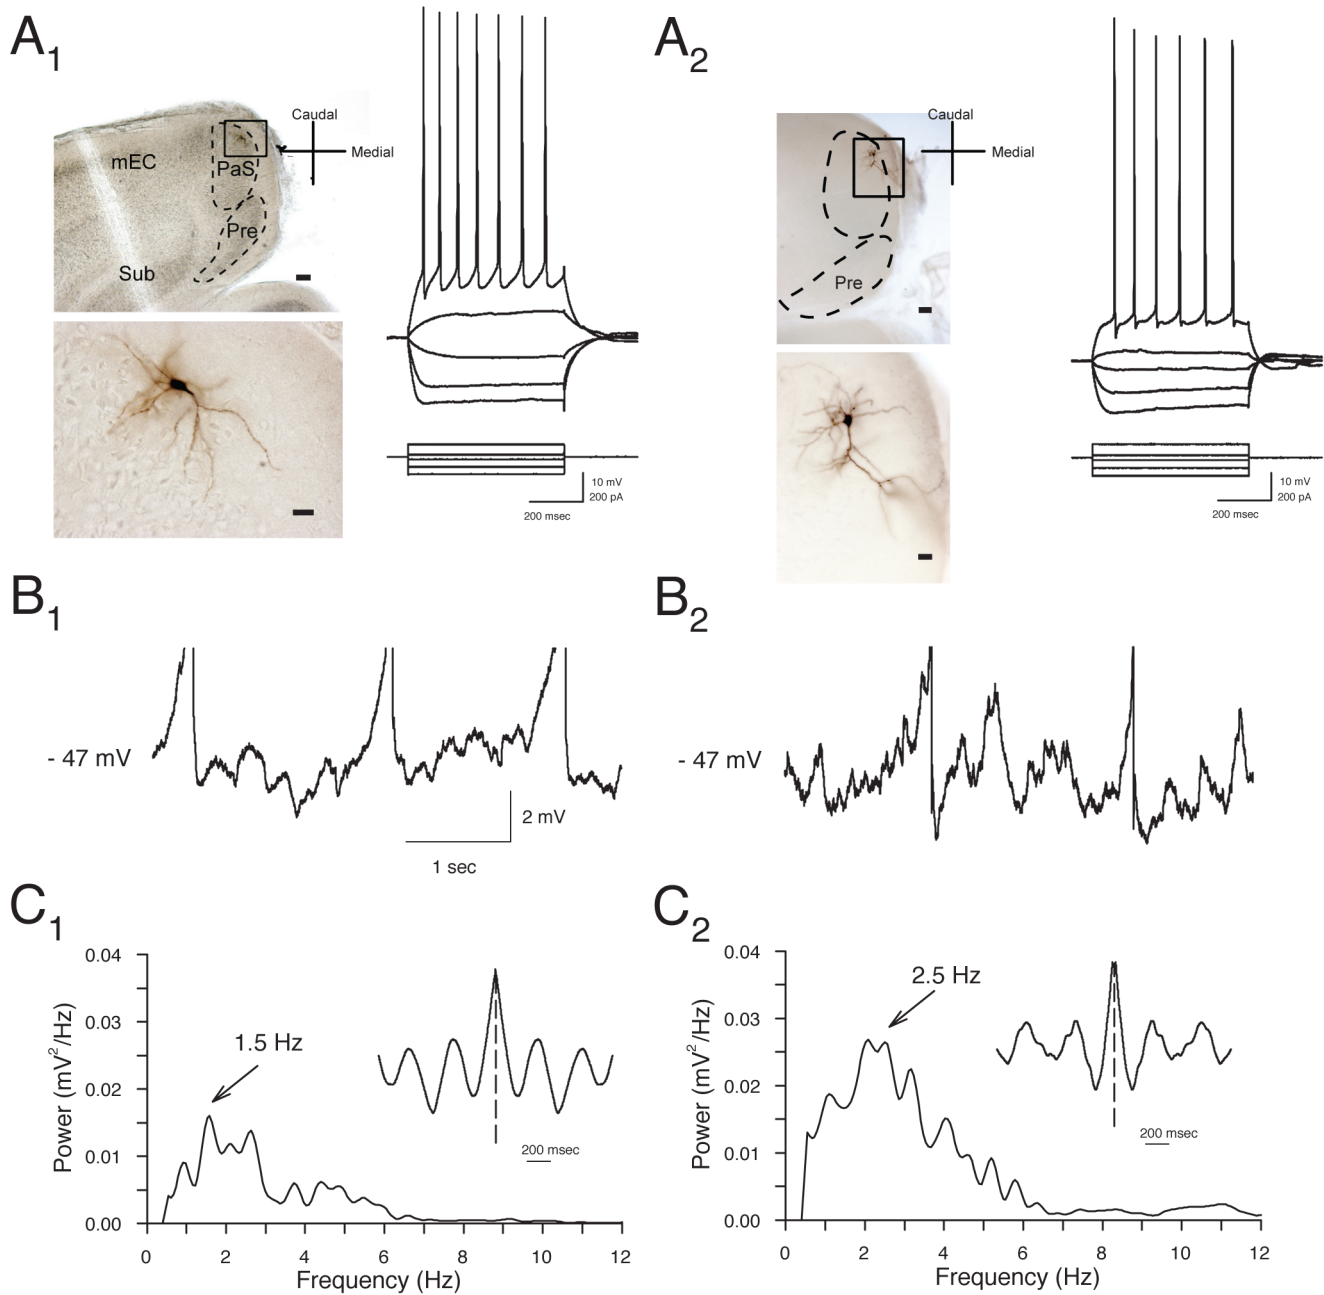 A1
Caudal
Medial
mEC
PaS
Pre
Sub
10 mV
200 pA
200 msec
A2
Caudal
Medial
Pre
10 mV
200 pA
200 msec
B1
- 47 mV
2 mV
1 sec
B2
- 47 mV
C1
0.04
0.03
0.02
0.01
0.00
Power (mV²/Hz)
1.5 Hz
200 msec
0 2 4 6 8 10 12
Frequency (Hz)
C2
0.04
0.03
0.02
0.01
0.00
Power (mV²/Hz)
2.5 Hz
200 msec
0 2 4 6 8 10 12
Frequency (Hz)